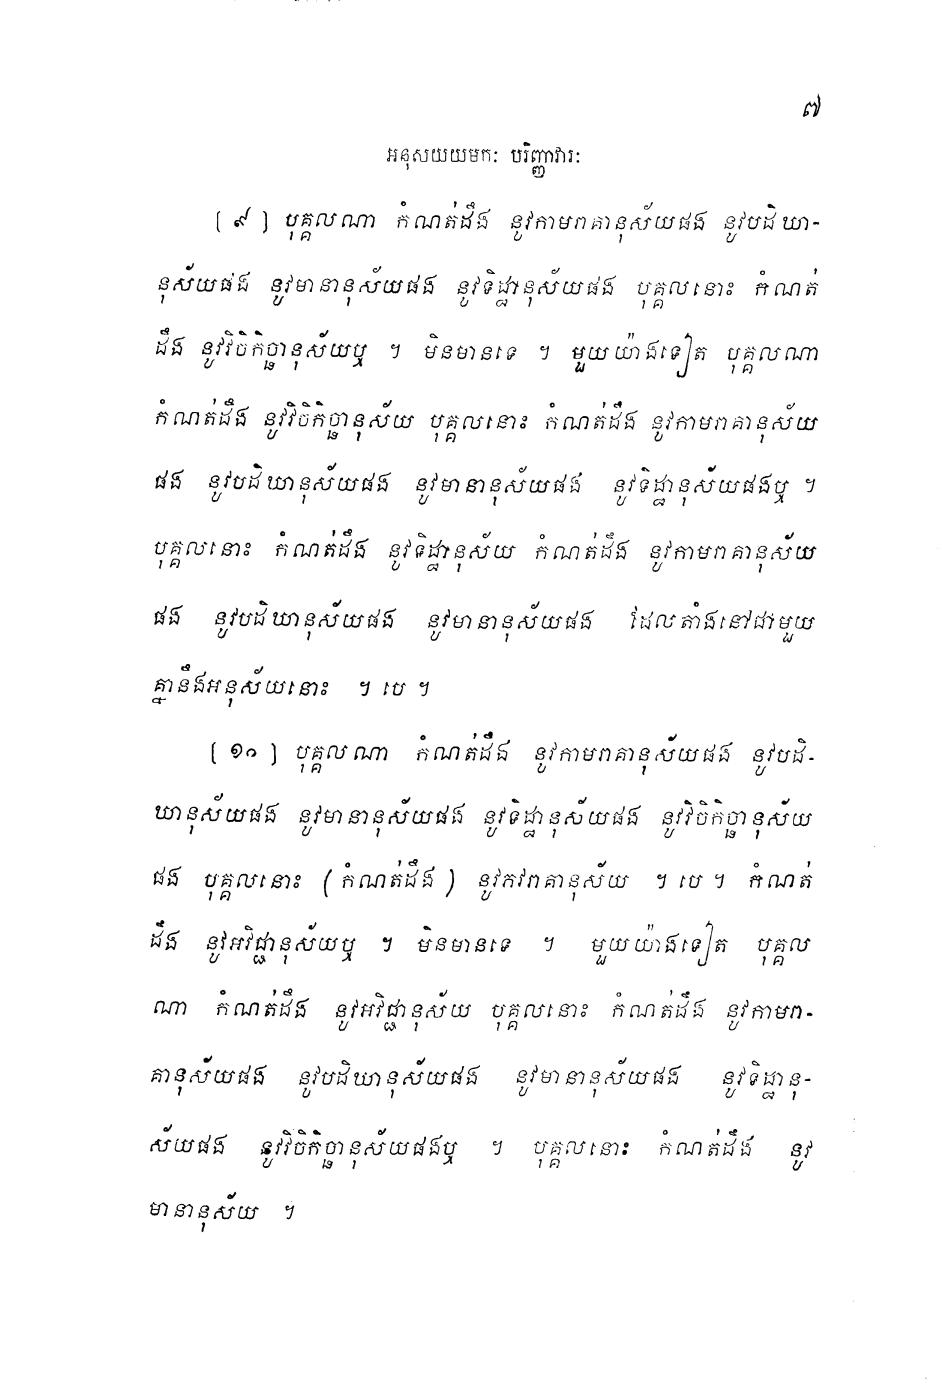 ៧
អនុសយយមកៈ បរិញ្ញាវារៈ
(៩) បុគ្គលណា កំណត់ដឹង នូវកាមរាគានុស័យផង នូវបដិឃា-
នុស័យផង នូវមានានុស័យផង នូវទិដ្ឋានុស័យផង បុគ្គលនោះ កំណត់
ដឹង នូវវិចិកិច្ឆានុស័យឬ ។ មិនមានទេ ។ មួយយ៉ាងទៀត បុគ្គលណា
កំណត់ដឹង នូវវិចិកិច្ឆានុស័យ បុគ្គលនោះ កំណត់ដឹង នូវកាមរាគានុស័យ
ផង នូវបដិឃានុស័យផង នូវមានានុស័យផង នូវទិដ្ឋានុស័យផងឬ ។
បុគ្គលនោះ កំណត់ដឹង នូវទិដ្ឋានុស័យ កំណត់ដឹង នូវកាមរាគានុស័យ
ផង នូវបដិឃានុស័យផង នូវមានានុស័យផង ដែលតាំងនៅជាមួយ
គ្នានឹងអនុស័យនោះ ។ បេ ។
(១០) បុគ្គលណា កំណត់ដឹង នូវកាមរាគានុស័យផង នូវបដិ-
ឃានុស័យផង នូវមានានុស័យផង នូវទិដ្ឋានុស័យផង នូវវិចិកិច្ឆានុស័យ
ផង បុគ្គលនោះ (កំណត់ដឹង) នូវភវរាគានុស័យ ។ បេ ។ កំណត់
ដឹង នូវអវិជ្ជានុស័យឬ ។ មិនមានទេ ។ មួយយ៉ាងទៀត បុគ្គល
ណា កំណត់ដឹង នូវអវិជ្ជានុស័យ បុគ្គលនោះ កំណត់ដឹង នូវកាមរា-
គានុស័យផង នូវបដិឃានុស័យផង នូវមានានុស័យផង នូវទិដ្ឋានុ-
ស័យផង នូវវិចិកិច្ឆានុស័យផងឬ ។ បុគ្គលនោះ កំណត់ដឹង នូវ
មានានុស័យ ។